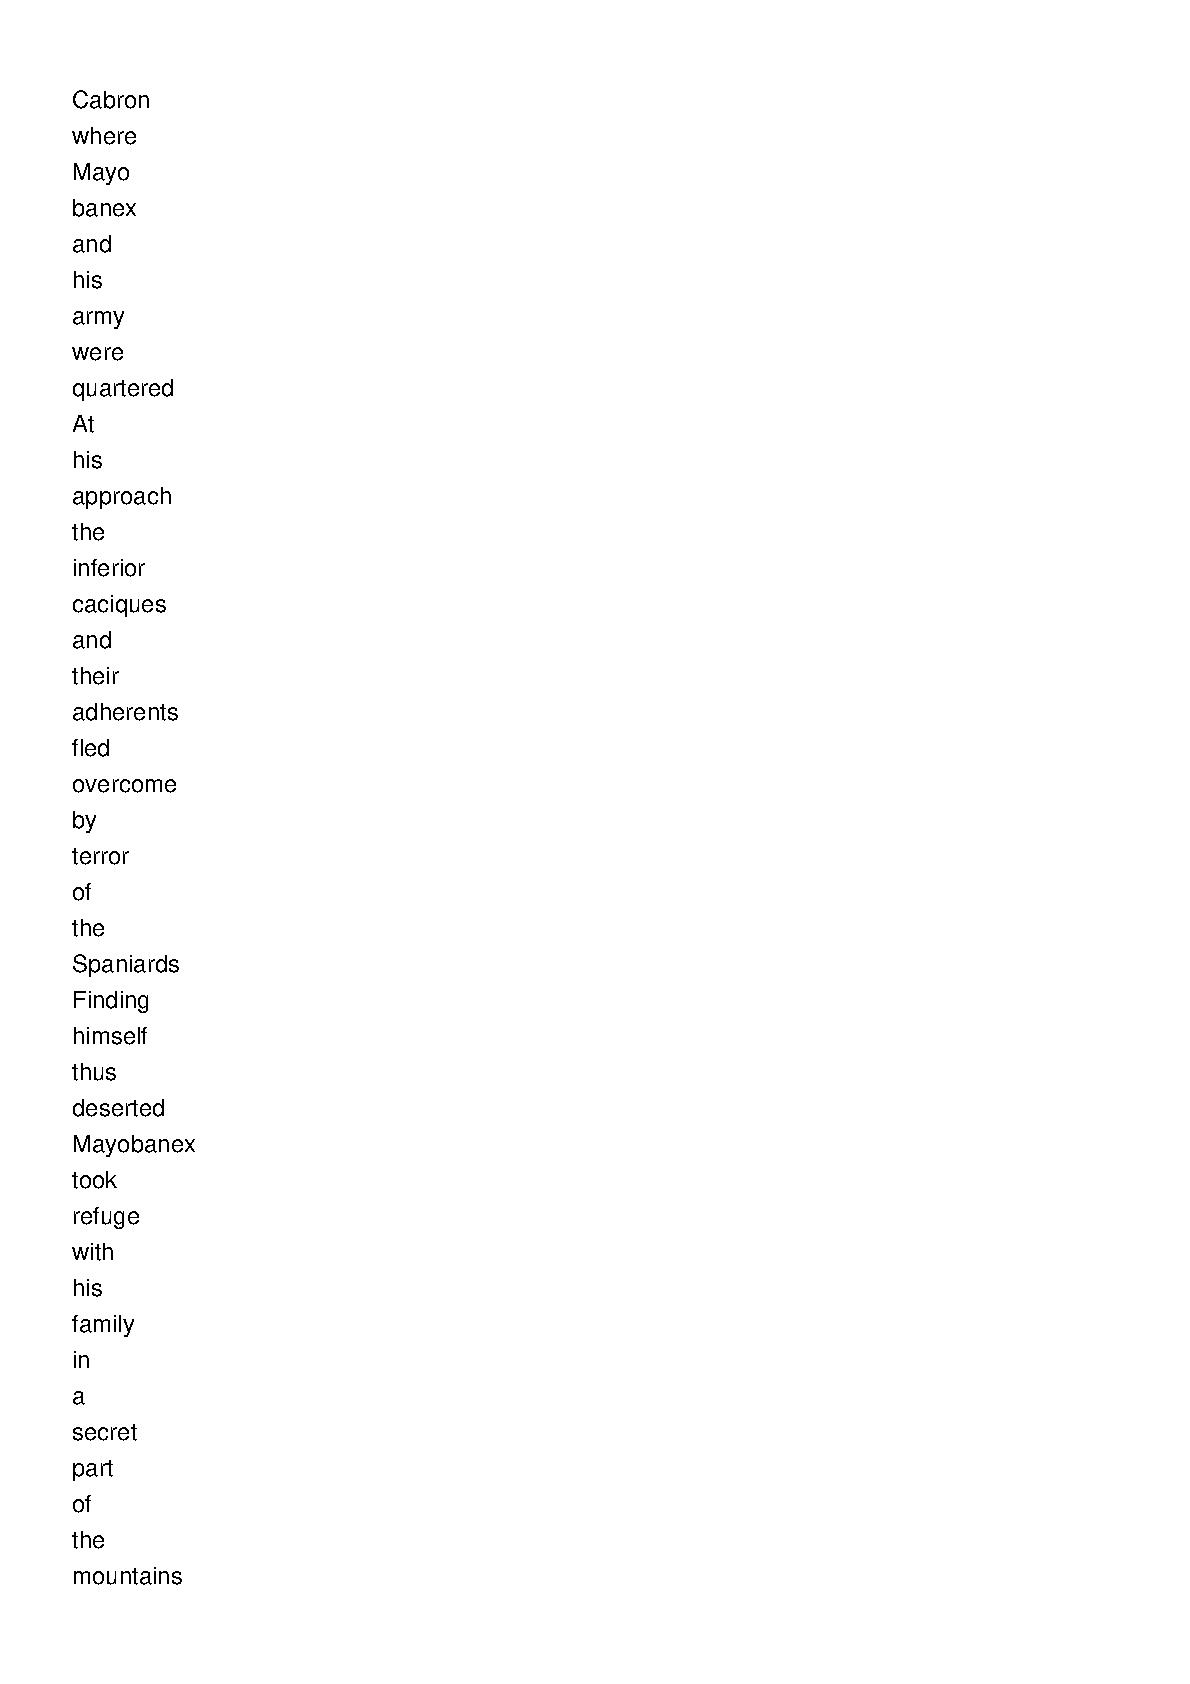 Cabron
where
Mayo
banex
and
his
army
were
quartered
At
his
approach
the
inferior
caciques
and
their
adherents
fled
overcome
by
terror
of
the
Spaniards
Finding
himself
thus
deserted
Mayobanex
took
refuge
with
his
family
in
a
secret
part
of
the
mountains